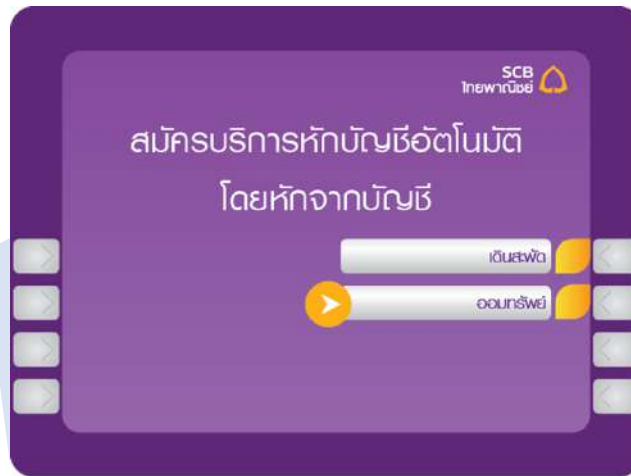 SCB
ไทยพาณิชย์
สมัครบริการหักบัญชีอัตโนมัติ
โดยหักจากบัญชี
เดินสะพัด
ออมทรัพย์